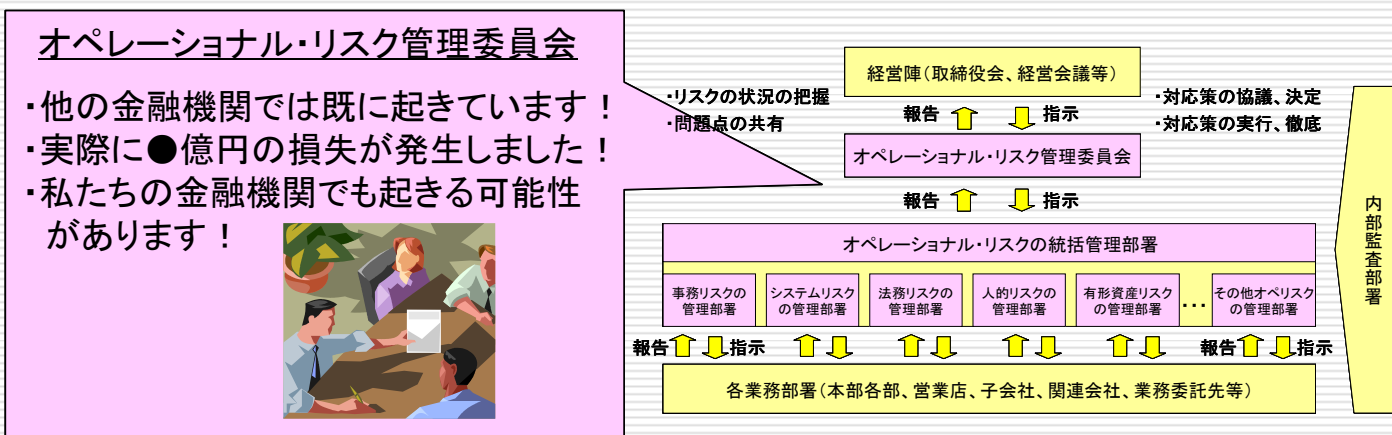 オペレーショナル・リスク管理委員会
・他の金融機関では既に起きています！
・実際に●億円の損失が発生しました！
・私たちの金融機関でも起きる可能性
があります！
経営陣（取締役会、経営会議等）
・リスクの状況の把握
・問題点の共有
報告
指示
・対応策の協議、決定
・対応策の実行、徹底
オペレーショナル・リスク管理委員会
報告
指示
オペレーショナル・リスクの統括管理部署
事務リスクの
管理部署
システムリスク
の管理部署
法務リスクの
管理部署
人的リスクの
管理部署
有形資産リスク
の管理部署
・・・
その他オペリスク
の管理部署
報告
指示
報告
指示
各業務部署（本部各部、営業店、子会社、関連会社、業務委託先等）
内部監査部署